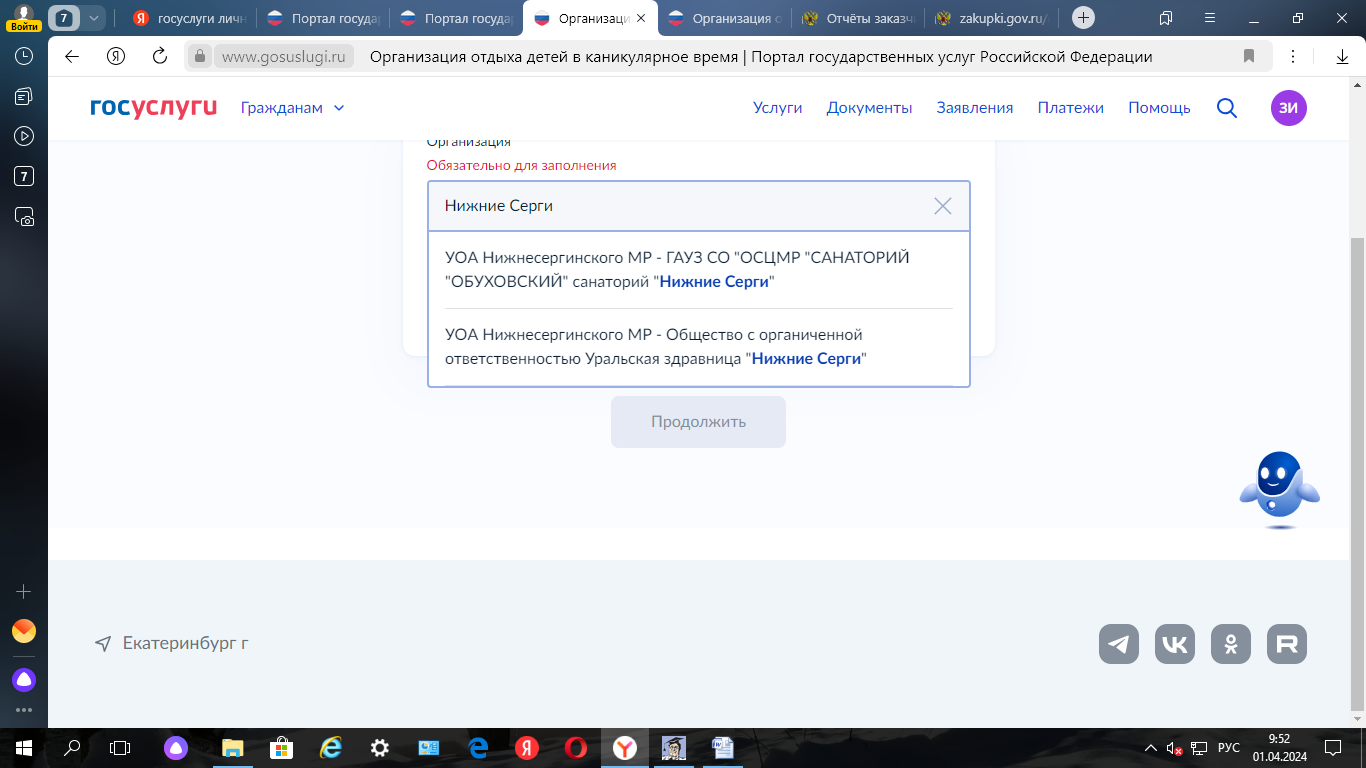 Войти
7
госуслуги личн
Портал госуда
Портал госуда
Организаци
Организация о
Отчёты заказч
zakupki.gov.ru/
www.gosuslugi.ru
Организация отдыха детей в каникулярное время | Портал государственных услуг Российской Федерации
госуслуги
Гражданам
Услуги
Документы
Заявления
Платежи
Помощь
ЗИ
7
Организация
Обязательно для заполнения
Нижние Серги
УОА Нижнесергинского МР - ГАУЗ СО "ОСЦМР "САНАТОРИЙ
"ОБУХОВСКИЙ" санаторий "Нижние Серги"
УОА Нижнесергинского МР - Общество с органиченной
ответственностью Уральская здравница "Нижние Серги"
Продолжить
Екатеринбург г
РУС
9:52
01.04.2024